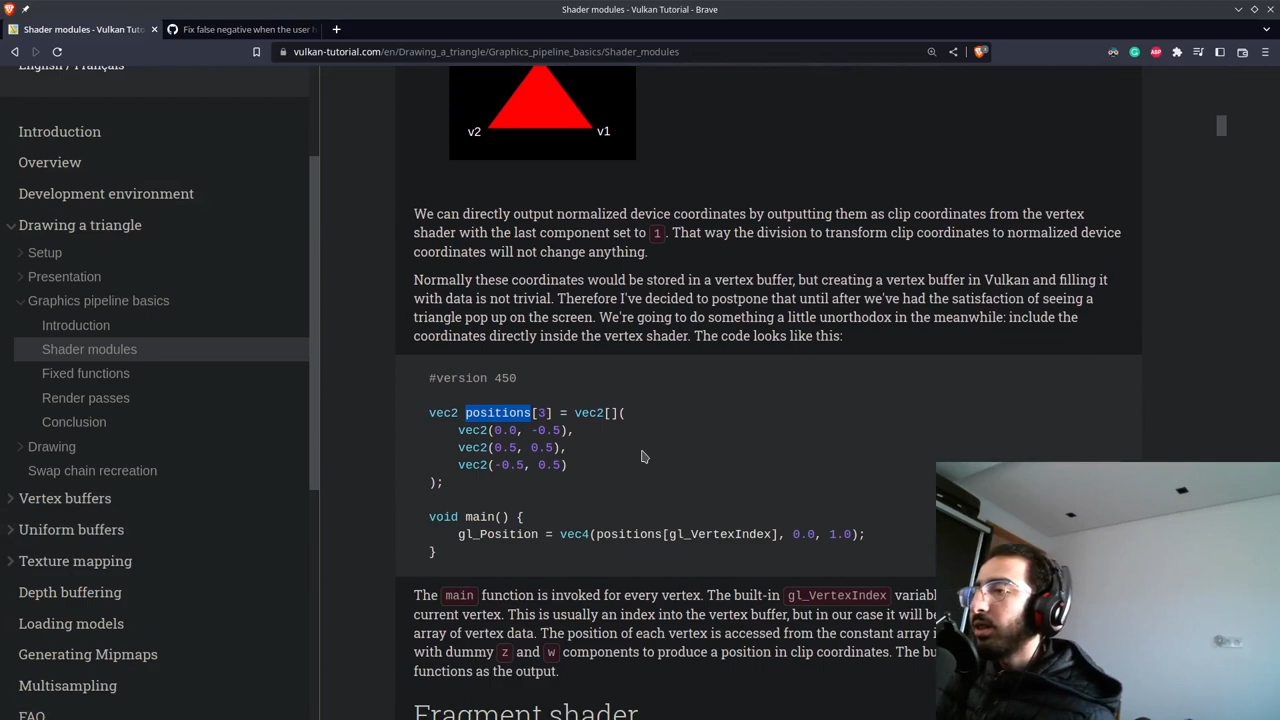 Shader modules - Vulkan Tutorial - Brave
Shader modules - Vulkan Tuto
Fix false negative when the user h
vulkan-tutorial.com/en/Drawing_a_triangle/Graphics_pipeline_basics/Shader_modules
English / Français
Introduction
Overview
Development environment
Drawing a triangle
Setup
Presentation
Graphics pipeline basics
Introduction
Shader modules
Fixed functions
Render passes
Conclusion
Drawing
Swap chain recreation
Vertex buffers
Uniform buffers
Texture mapping
Depth buffering
Loading models
Generating Mipmaps
Multisampling
FAQ
v2
v1
We can directly output normalized device coordinates by outputting them as clip coordinates from the vertex
shader with the last component set to 1. That way the division to transform clip coordinates to normalized device
coordinates will not change anything.
Normally these coordinates would be stored in a vertex buffer, but creating a vertex buffer in Vulkan and filling it
with data is not trivial. Therefore I've decided to postpone that until after we've had the satisfaction of seeing a
triangle pop up on the screen. We're going to do something a little unorthodox in the meanwhile: include the
coordinates directly inside the vertex shader. The code looks like this:
#version 450
vec2 positions[3] = vec2[](
vec2(0.0, -0.5),
vec2(0.5, 0.5),
vec2(-0.5, 0.5)
);
void main() {
gl_Position = vec4(positions[gl_VertexIndex], 0.0, 1.0);
}
The main function is invoked for every vertex. The built-in gl_VertexIndex variabl
current vertex. This is usually an index into the vertex buffer, but in our case it will be
array of vertex data. The position of each vertex is accessed from the constant array i
with dummy z and w components to produce a position in clip coordinates. The bu
functions as the output.
Fragment shader